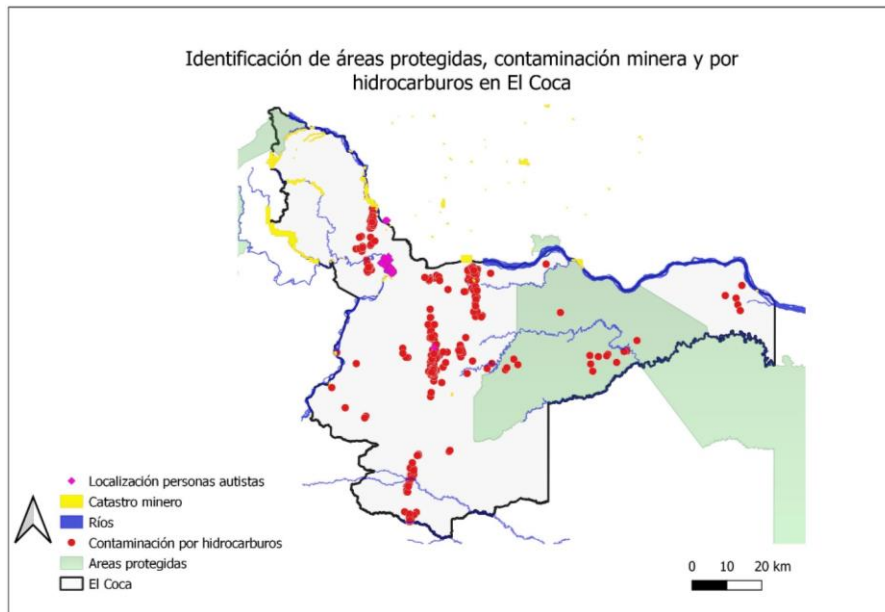 Identificación de áreas protegidas, contaminación minera y por
hidrocarburos en El Coca
Localización personas autistas
Catastro minero
Ríos
Contaminación por hidrocarburos
Areas protegidas
El Coca
0 10 20 km